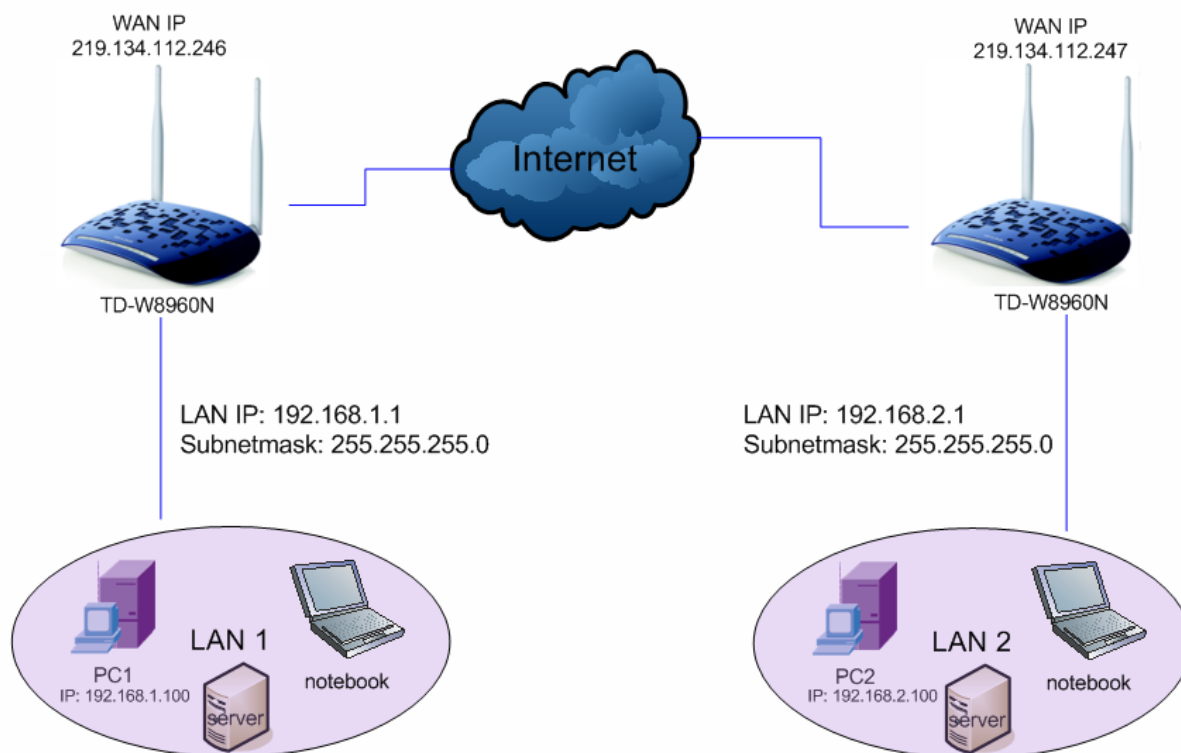 WAN IP
219.134.112.246
WAN IP
219.134.112.247
Internet
TD-W8960N
TD-W8960N
LAN IP: 192.168.1.1
Subnetmask: 255.255.255.0
LAN IP: 192.168.2.1
Subnetmask: 255.255.255.0
LAN 1
PC1
IP: 192.168.1.100
server
notebook
LAN 2
PC2
IP: 192.168.2.100
server
notebook